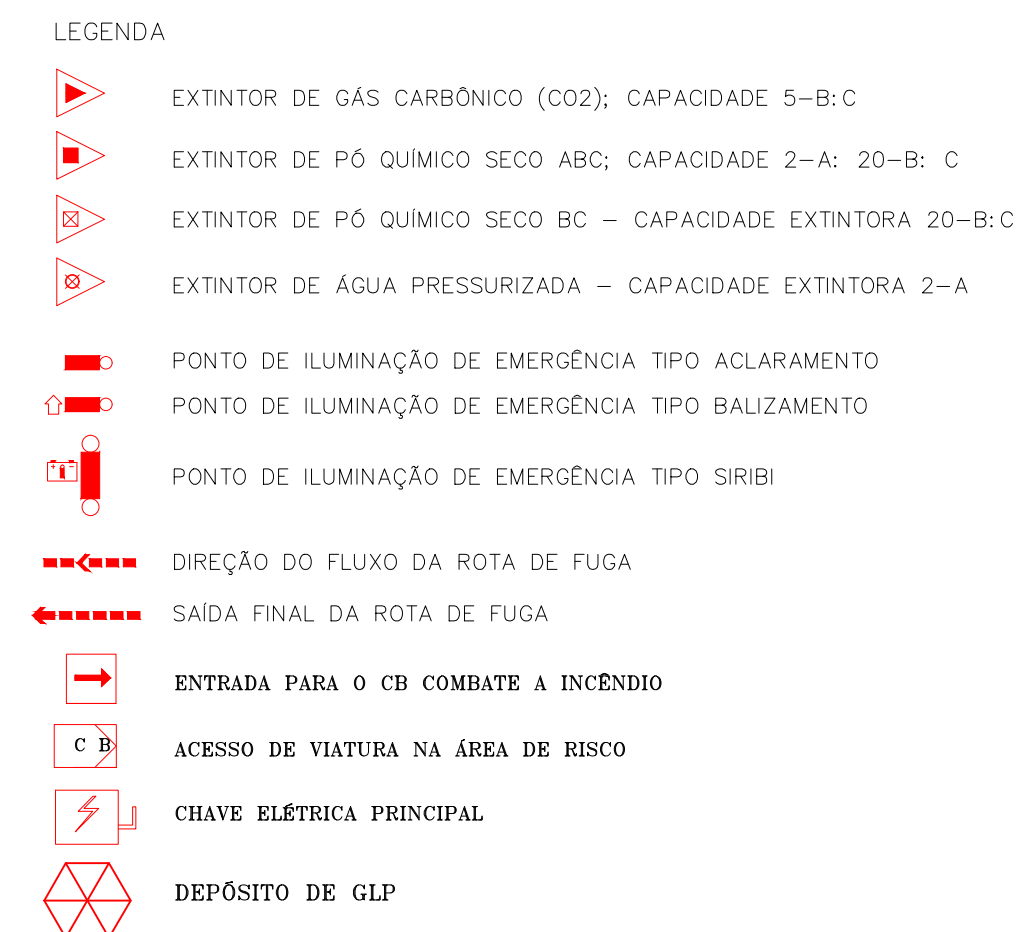 LEGENDA
EXTINTOR DE GÁS CARBÔNICO (CO2); CAPACIDADE 5-B:C
EXTINTOR DE PÓ QUÍMICO SECO ABC; CAPACIDADE 2-A: 20-B: C
EXTINTOR DE PÓ QUÍMICO SECO BC - CAPACIDADE EXTINTORA 20-B:C
EXTINTOR DE ÁGUA PRESSURIZADA - CAPACIDADE EXTINTORA 2-A
PONTO DE ILUMINAÇÃO DE EMERGÊNCIA TIPO ACLARAMENTO
PONTO DE ILUMINAÇÃO DE EMERGÊNCIA TIPO BALIZAMENTO
PONTO DE ILUMINAÇÃO DE EMERGÊNCIA TIPO SIRIBI
DIREÇÃO DO FLUXO DA ROTA DE FUGA
SAÍDA FINAL DA ROTA DE FUGA
ENTRADA PARA O CB COMBATE A INCÊNDIO
C B ACESSO DE VIATURA NA ÁREA DE RISCO
CHAVE ELÉTRICA PRINCIPAL
DEPÓSITO DE GLP